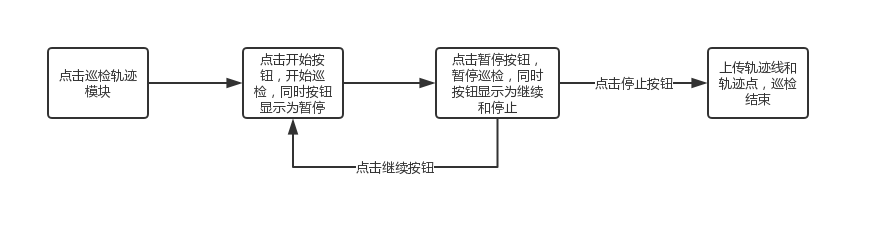 点击巡检轨迹
模块
点击开始按
钮，开始巡
检，同时按钮
显示为暂停
点击暂停按钮，
暂停巡检，同时
按钮显示为继续
和停止
点击停止按钮
上传轨迹线和
轨迹点，巡检
结束
点击继续按钮